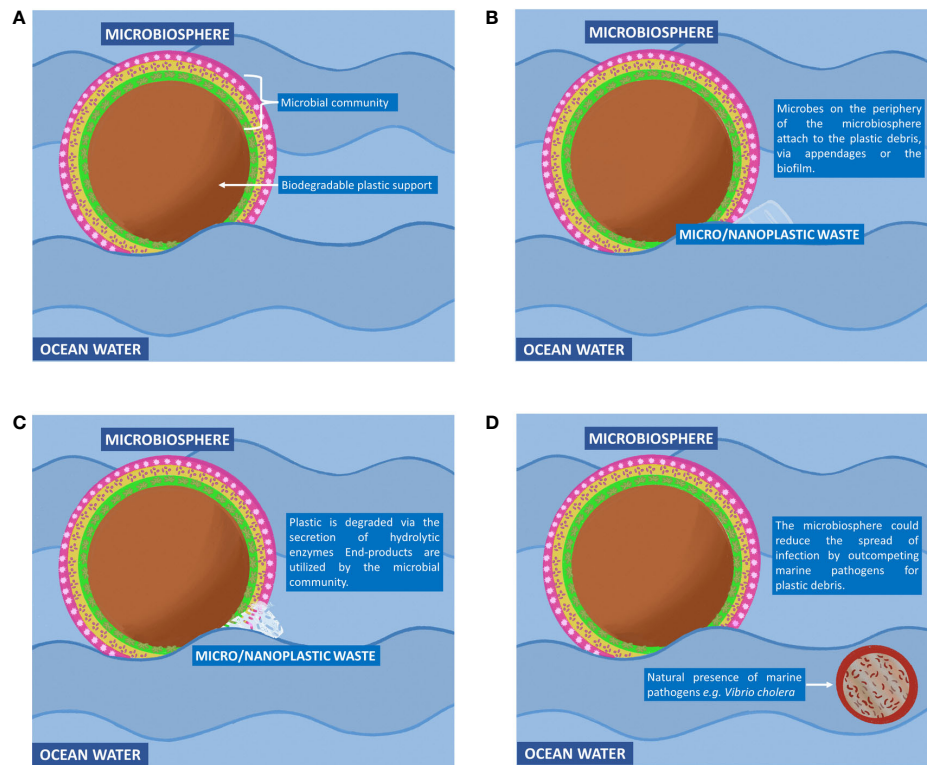 A
MICROBIOSPHERE
Microbial community
Biodegradable plastic support
OCEAN WATER
B
MICROBIOSPHERE
Microbes on the periphery
of the microbiosphere
attach to the plastic debris,
via appendages or the
biofilm.
MICRO/NANOPLASTIC WASTE
OCEAN WATER
C
MICROBIOSPHERE
Plastic is degraded via the
secretion of hydrolytic
enzymes End-products are
utilized by the microbial
community.
MICRO/NANOPLASTIC WASTE
OCEAN WATER
D
MICROBIOSPHERE
The microbiosphere could
reduce the spread of
infection by outcompeting
marine pathogens for
plastic debris.
Natural presence of marine
pathogens e.g. Vibrio cholera
OCEAN WATER